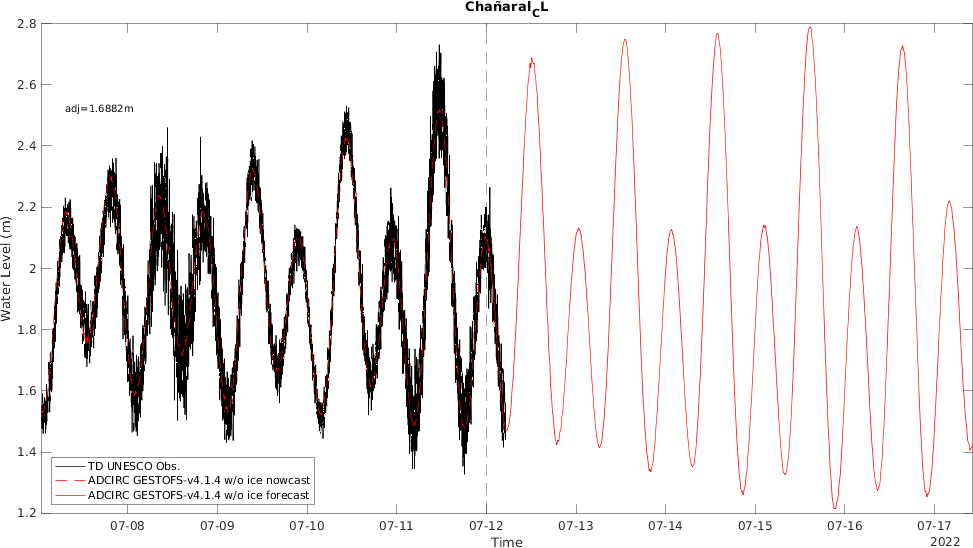 Chañaral_CL
2.8
2.6
2.4
2.2
2
1.8
1.6
1.4
1.2
Water Level (m)
adj=1.6882m
TD UNESCO Obs.
ADCIRC GESTOFS-v4.1.4 w/o ice nowcast
ADCIRC GESTOFS-v4.1.4 w/o ice forecast
07-08 07-09 07-10 07-11 07-12 07-13 07-14 07-15 07-16 07-17
Time
2022